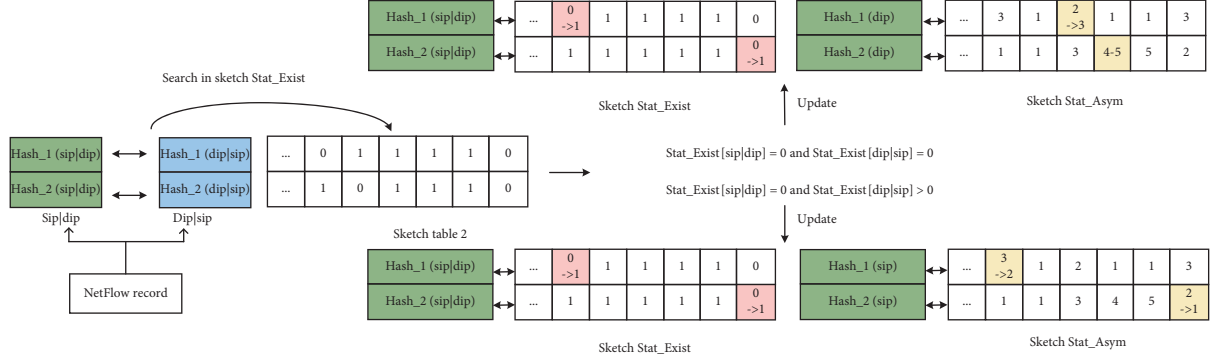 Hash_1 (sip|dip) ... 0 ->1 1 1 1 1 0
Hash_2 (sip|dip) ... 1 1 1 1 1 0 ->1
Sketch Stat_Exist
Hash_1 (dip) ... 3 1 2 ->3 1 1 3
Hash_2 (dip) ... 1 1 3 4-5 5 2
Sketch Stat_Asym
Update
Search in sketch Stat_Exist
Hash_1 (sip|dip) Hash_1 (dip|sip) ... 0 1 1 1 1 0
Hash_2 (sip|dip) Hash_2 (dip|sip) ... 1 0 1 1 1 0
Sip|dip Dip|sip
Sketch table 2
NetFlow record
Stat_Exist[sip|dip] = 0 and Stat_Exist[dip|sip] = 0
Stat_Exist[sip|dip] = 0 and Stat_Exist[dip|sip] > 0
Update
Hash_1 (sip|dip) ... 0 ->1 1 1 1 1 0
Hash_2 (sip|dip) ... 1 1 1 1 1 0 ->1
Sketch Stat_Exist
Hash_1 (sip) ... 3 ->2 1 2 1 1 3
Hash_2 (sip) ... 1 1 3 4 5 2 ->1
Sketch Stat_Asym